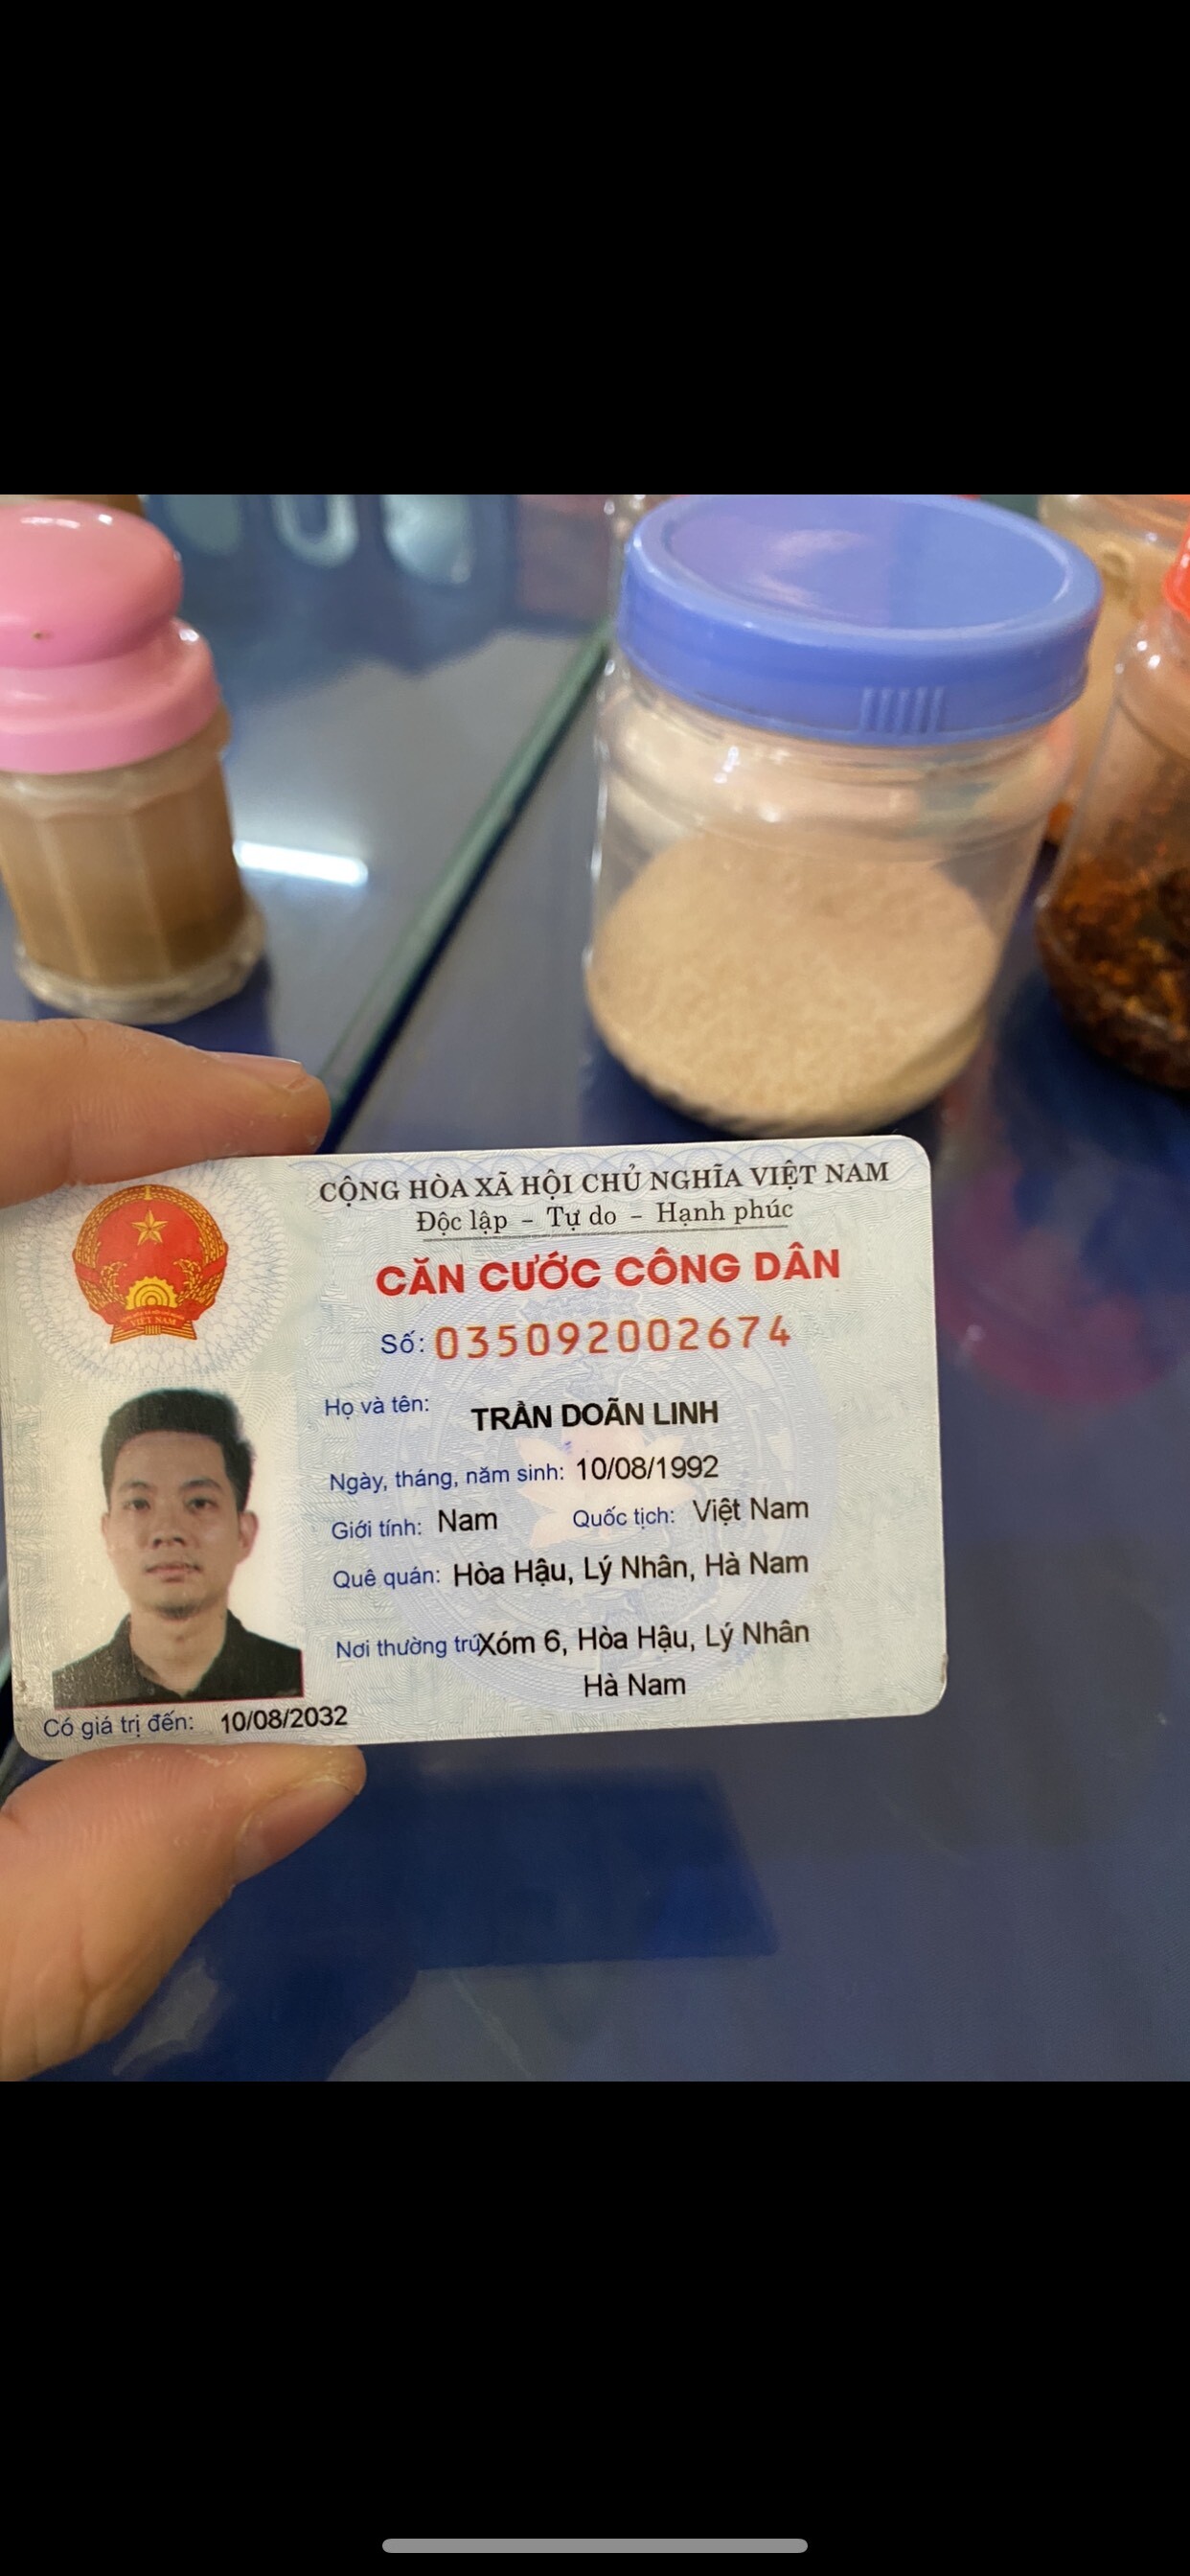 CỘNG HÒA XÃ HỘI CHỦ NGHĨA VIỆT NAM
Độc lập - Tự do - Hạnh phúc
CĂN CƯỚC CÔNG DÂN
Số: 035092002674
Họ và tên: TRẦN DOÃN LINH
Ngày, tháng, năm sinh: 10/08/1992
Giới tính: Nam Quốc tịch: Việt Nam
Quê quán: Hòa Hậu, Lý Nhân, Hà Nam
Nơi thường trú: Xóm 6, Hòa Hậu, Lý Nhân
Hà Nam
Có giá trị đến: 10/08/2032
VIỆT NAM